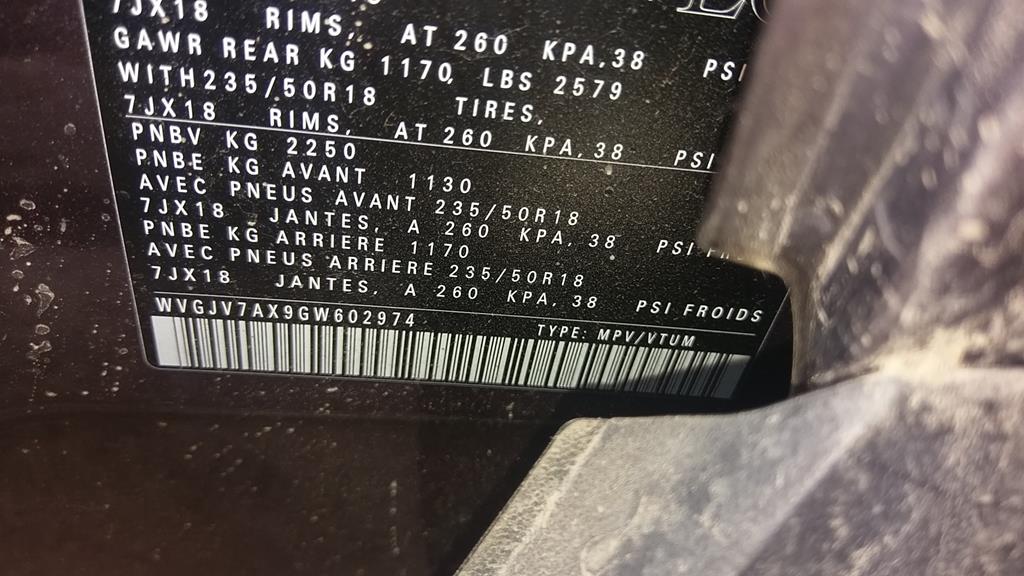 7JX18 RIMS, AT 260 KPA,38 PSI
GAWR REAR KG 1170, LBS 2579
WITH235/50R18 TIRES,
7JX18 RIMS, AT 260 KPA,38 PSI
PNBV KG 2250
PNBE KG AVANT 1130
AVEC PNEUS AVANT 235/50R18
7JX18 JANTES, A 260 KPA, 38 PSI
PNBE KG ARRIERE 1170
AVEC PNEUS ARRIERE 235/50R18
7JX18 JANTES, A 260 KPA, 38 PSI FROIDS
WVGJV7AX9GW602974 TYPE: MPV/VTUM